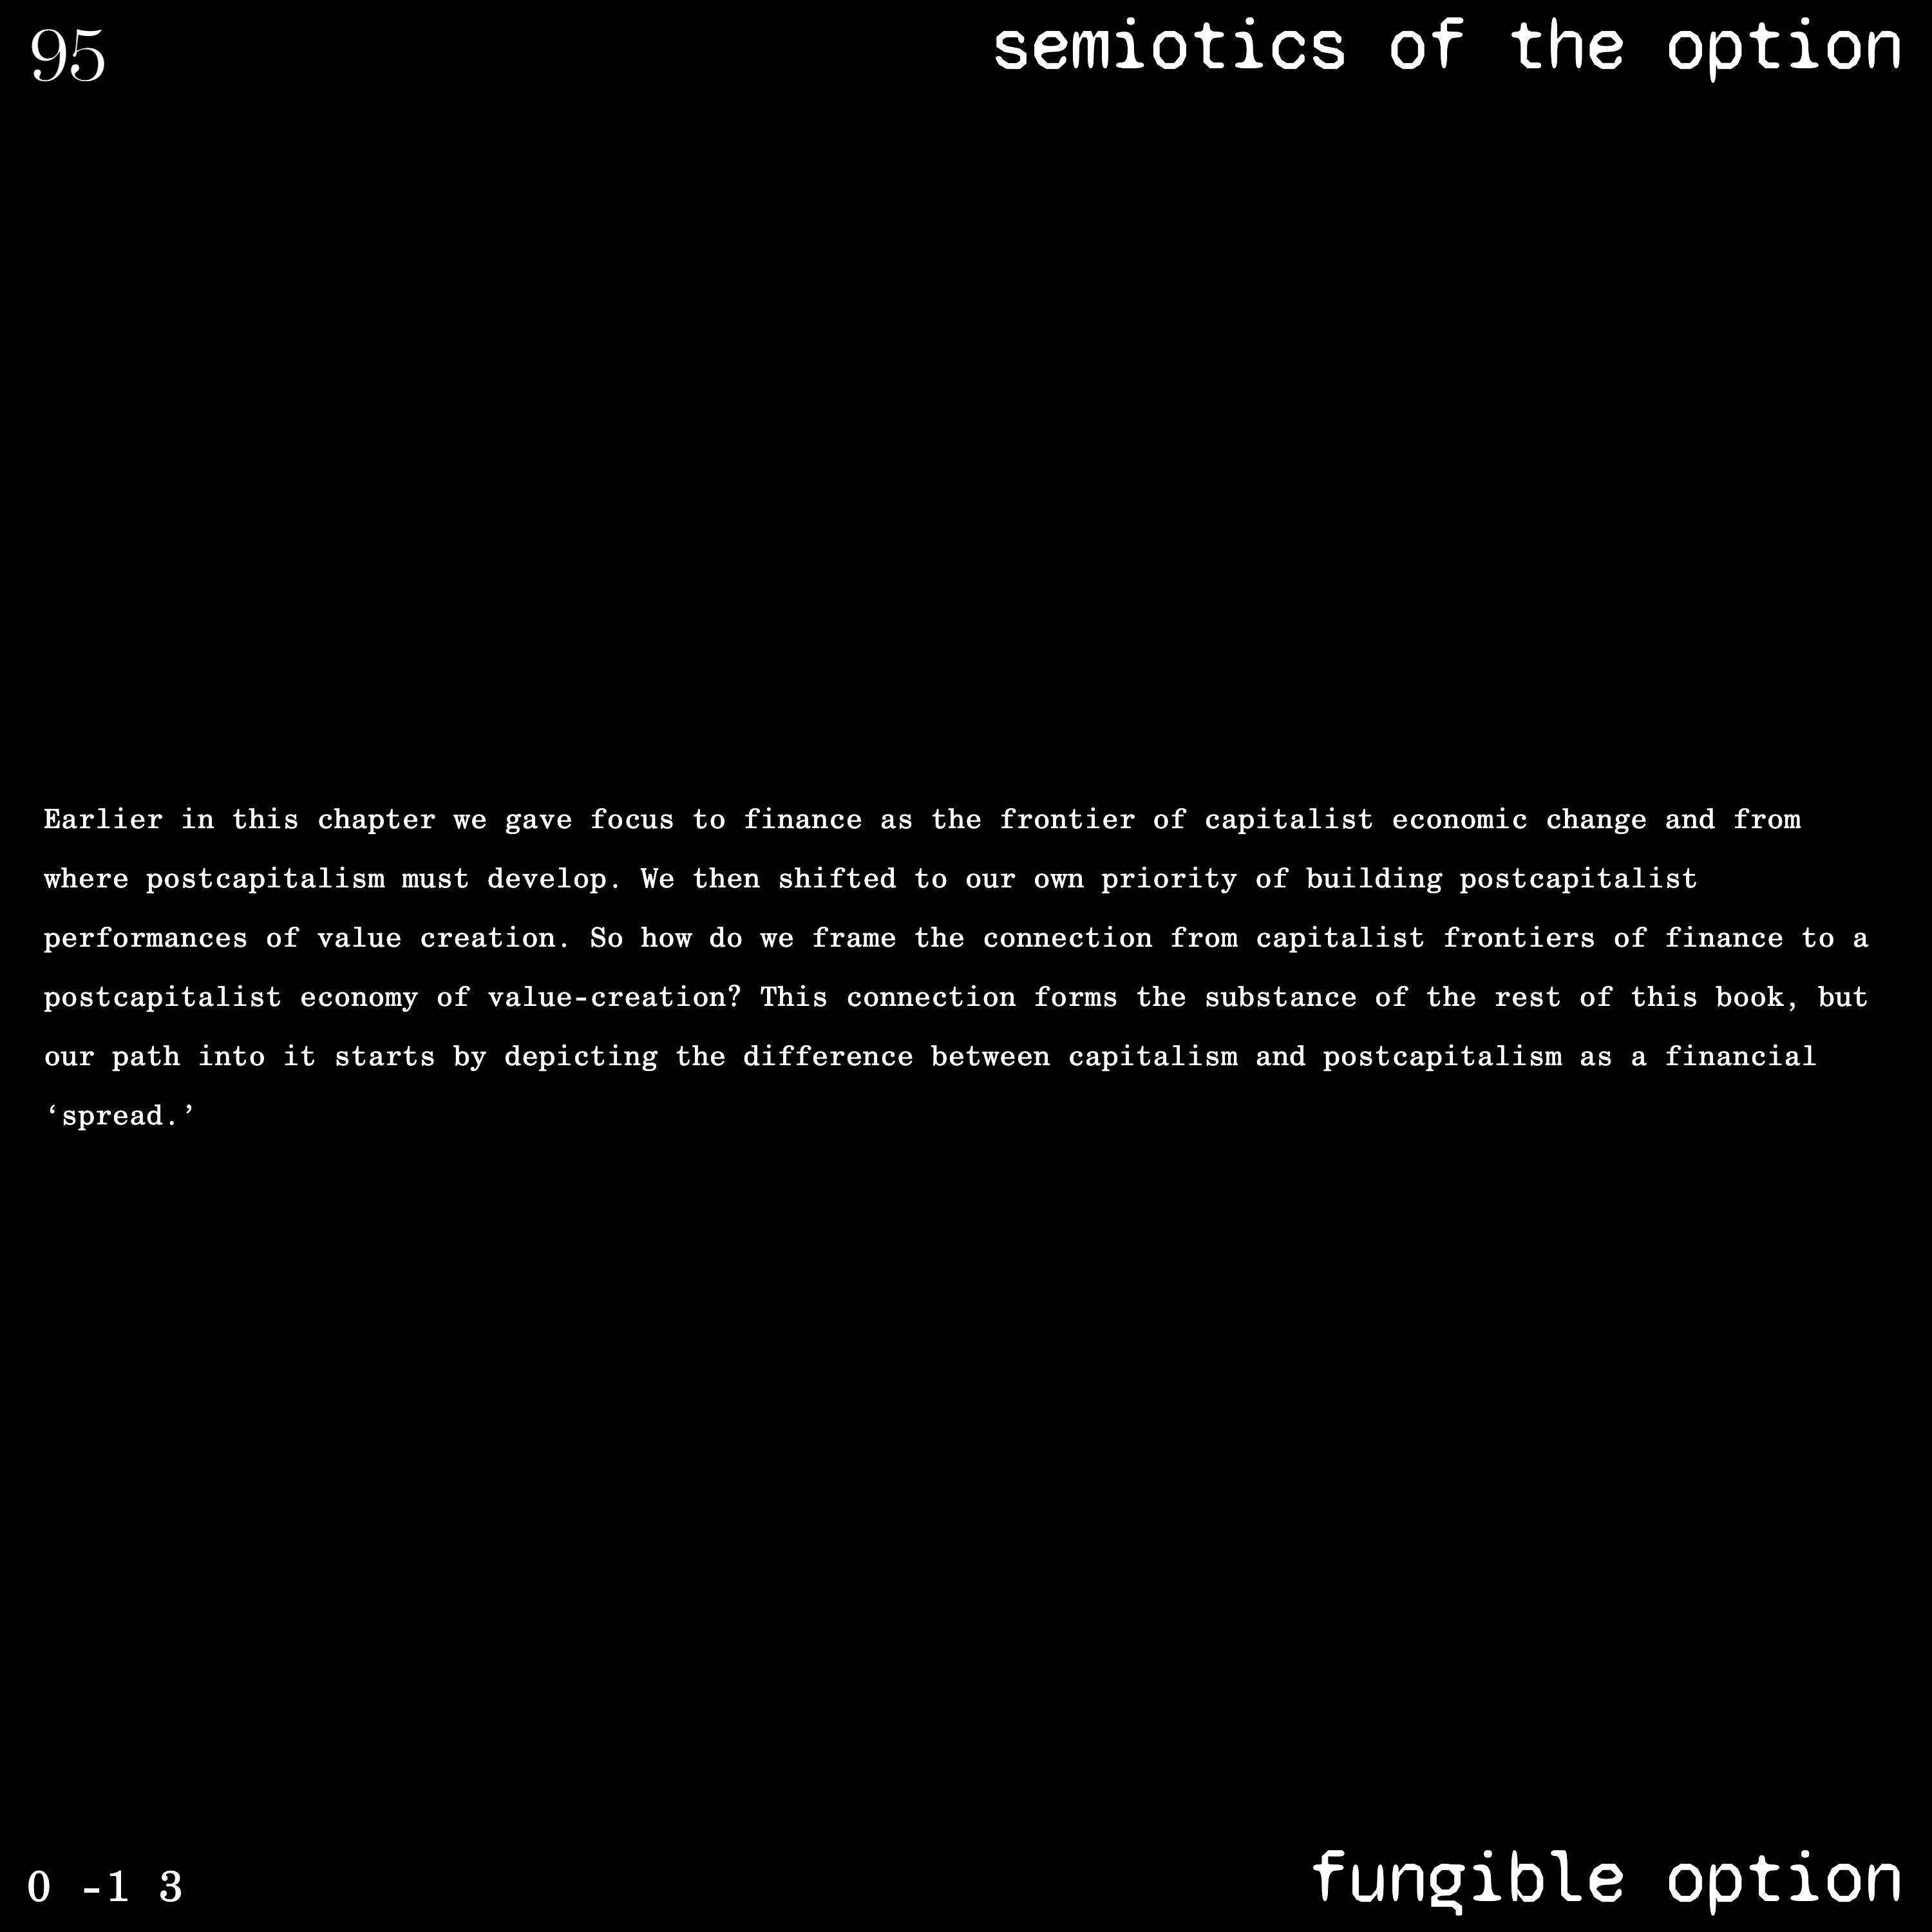 95
semiotics of the option
Earlier in this chapter we gave focus to finance as the frontier of capitalist economic change and from
where postcapitalism must develop. We then shifted to our own priority of building postcapitalist
performances of value creation. So how do we frame the connection from capitalist frontiers of finance to a
postcapitalist economy of value-creation? This connection forms the substance of the rest of this book, but
our path into it starts by depicting the difference between capitalism and postcapitalism as a financial
‘spread.’
0 -1 3
fungible option